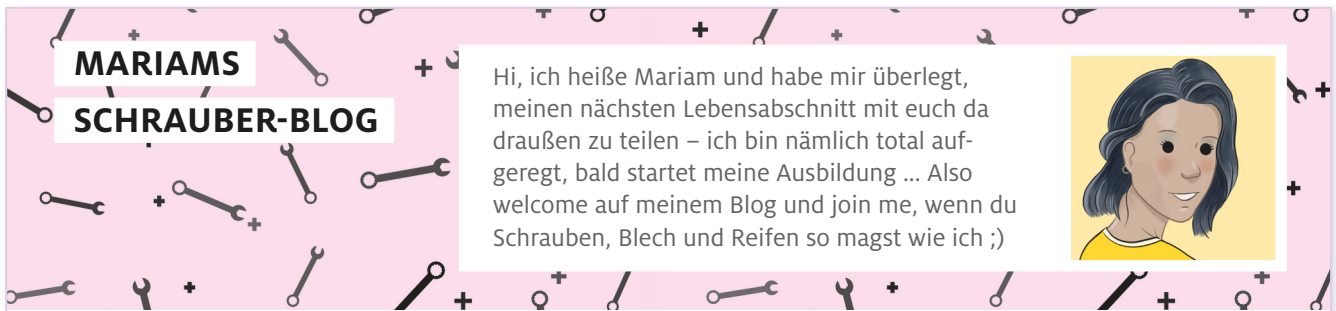 MARIAMS
SCHRAUBER-BLOG
Hi, ich heiße Mariam und habe mir überlegt,
meinen nächsten Lebensabschnitt mit euch da
draußen zu teilen – ich bin nämlich total auf-
geregt, bald startet meine Ausbildung ... Also
welcome auf meinem Blog und join me, wenn du
Schrauben, Blech und Reifen so magst wie ich ;)